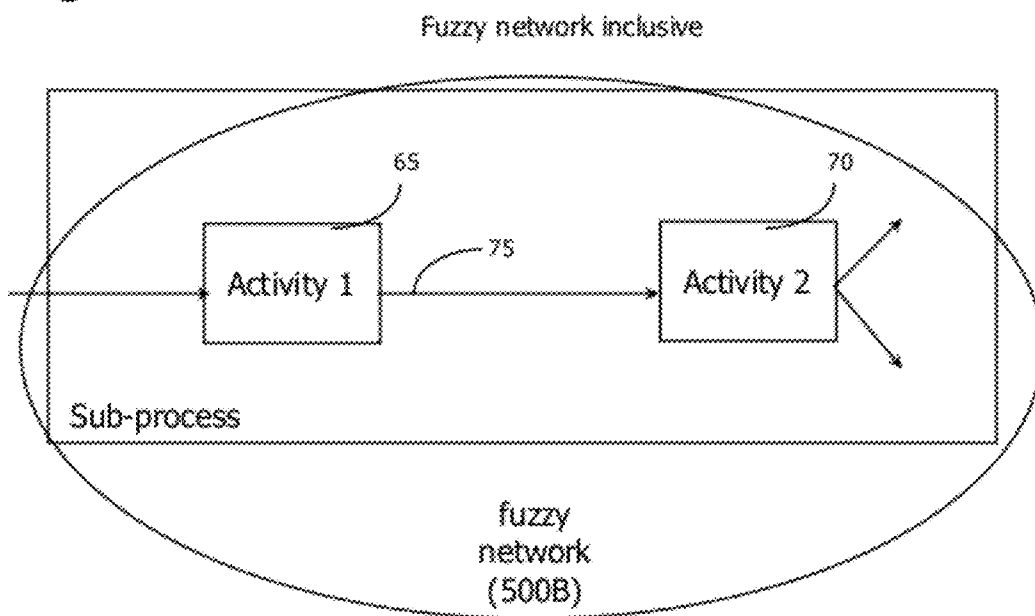 Fuzzy network inclusive
65
70
75
Activity 1
Activity 2
Sub-process
fuzzy
network
(500B)